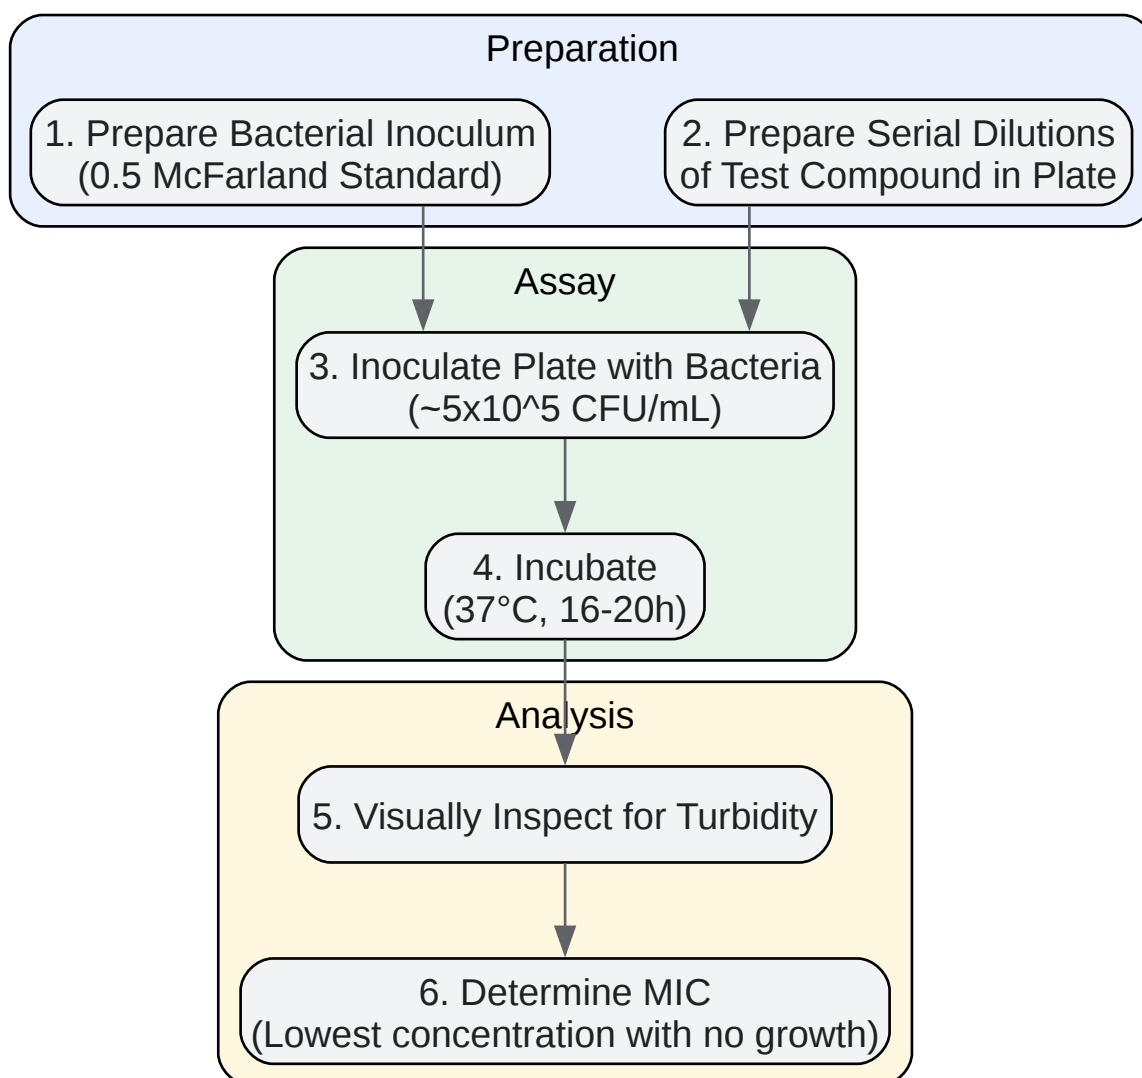 Preparation
1. Prepare Bacterial Inoculum
(0.5 McFarland Standard)
2. Prepare Serial Dilutions
of Test Compound in Plate
Assay
3. Inoculate Plate with Bacteria
(~5x10^5 CFU/mL)
4. Incubate
(37°C, 16-20h)
Analysis
5. Visually Inspect for Turbidity
6. Determine MIC
(Lowest concentration with no growth)